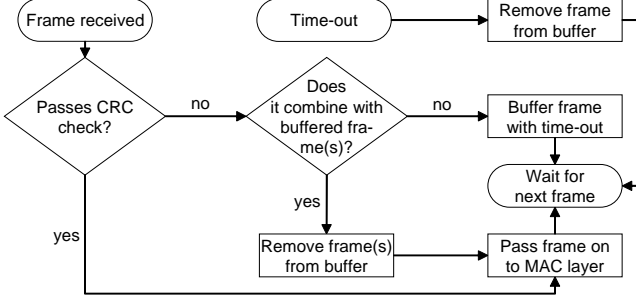 Frame received
Time-out
Remove frame
from buffer
Passes CRC
check?
no
Does
it combine with
buffered fra-
me(s)?
no
Buffer frame
with time-out
Wait for
next frame
yes
yes
Remove frame(s)
from buffer
Pass frame on
to MAC layer